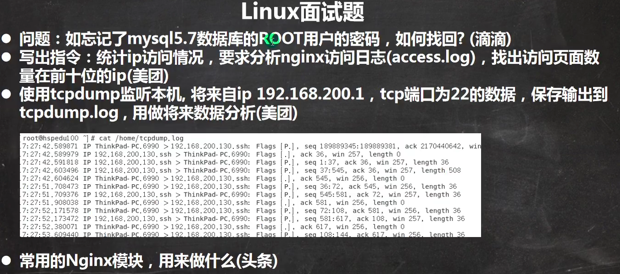 Linux面试题
问题：如忘记了mysql5.7数据库的ROOT用户的密码，如何找回? (滴滴)
写出指令：统计ip访问情况，要求分析nginx访问日志(access.log)，找出访问页面数
量在前十位的ip(美团)
使用tcpdump监听本机, 将来自ip 192.168.200.1，tcp端口为22的数据，保存输出到
tcpdump.log，用做将来数据分析(美团)
root@hspedu100 ~]# cat /home/tcpdump.log
7:27:42,589871 IP ThinkPad-PC.6990 > 192.168.200.130.ssh: Flags [P.], seq 189889345:189889381, ack 2170440642, win
7:27:42,589979 IP 192.168.200.130.ssh > ThinkPad-PC.6990: Flags [.], ack 36, win 257, length 0
7:27:42,591818 IP 192.168.200.130.ssh > ThinkPad-PC.6990: Flags [P.], seq 1:37, ack 36, win 257, length 36
7:27:42,603496 IP 192.168.200.130.ssh > ThinkPad-PC.6990: Flags [P.], seq 37:545, ack 36, win 257, length 508
7:27:42,604624 IP ThinkPad-PC.6990 > 192.168.200.130.ssh: Flags [.], ack 545, win 256, length 0
7:27:51,708473 IP ThinkPad-PC.6990 > 192.168.200.130.ssh: Flags [P.], seq 36:72, ack 545, win 256, length 36
7:27:51,709376 IP 192.168.200.130.ssh > ThinkPad-PC.6990: Flags [P.], seq 545:581, ack 72, win 257, length 36
7:27:51,908038 IP ThinkPad-PC.6990 > 192.168.200.130.ssh: Flags [.], ack 581, win 256, length 0
7:27:52,171578 IP ThinkPad-PC.6990 > 192.168.200.130.ssh: Flags [P.], seq 72:108, ack 581, win 256, length 36
7:27:52,173472 IP 192.168.200.130.ssh > ThinkPad-PC.6990: Flags [P.], seq 581:617, ack 108, win 257, length 36
7:27:52,380071 IP ThinkPad-PC.6990 > 192.168.200.130.ssh: Flags [.], ack 617, win 256, length 0
7:27:53,609440 IP ThinkPad-PC.6990 > 192.168.200.130.ssh: Flags [P.], seq 108:144, ack 617, win 256, length 36
常用的Nginx模块，用来做什么(头条)